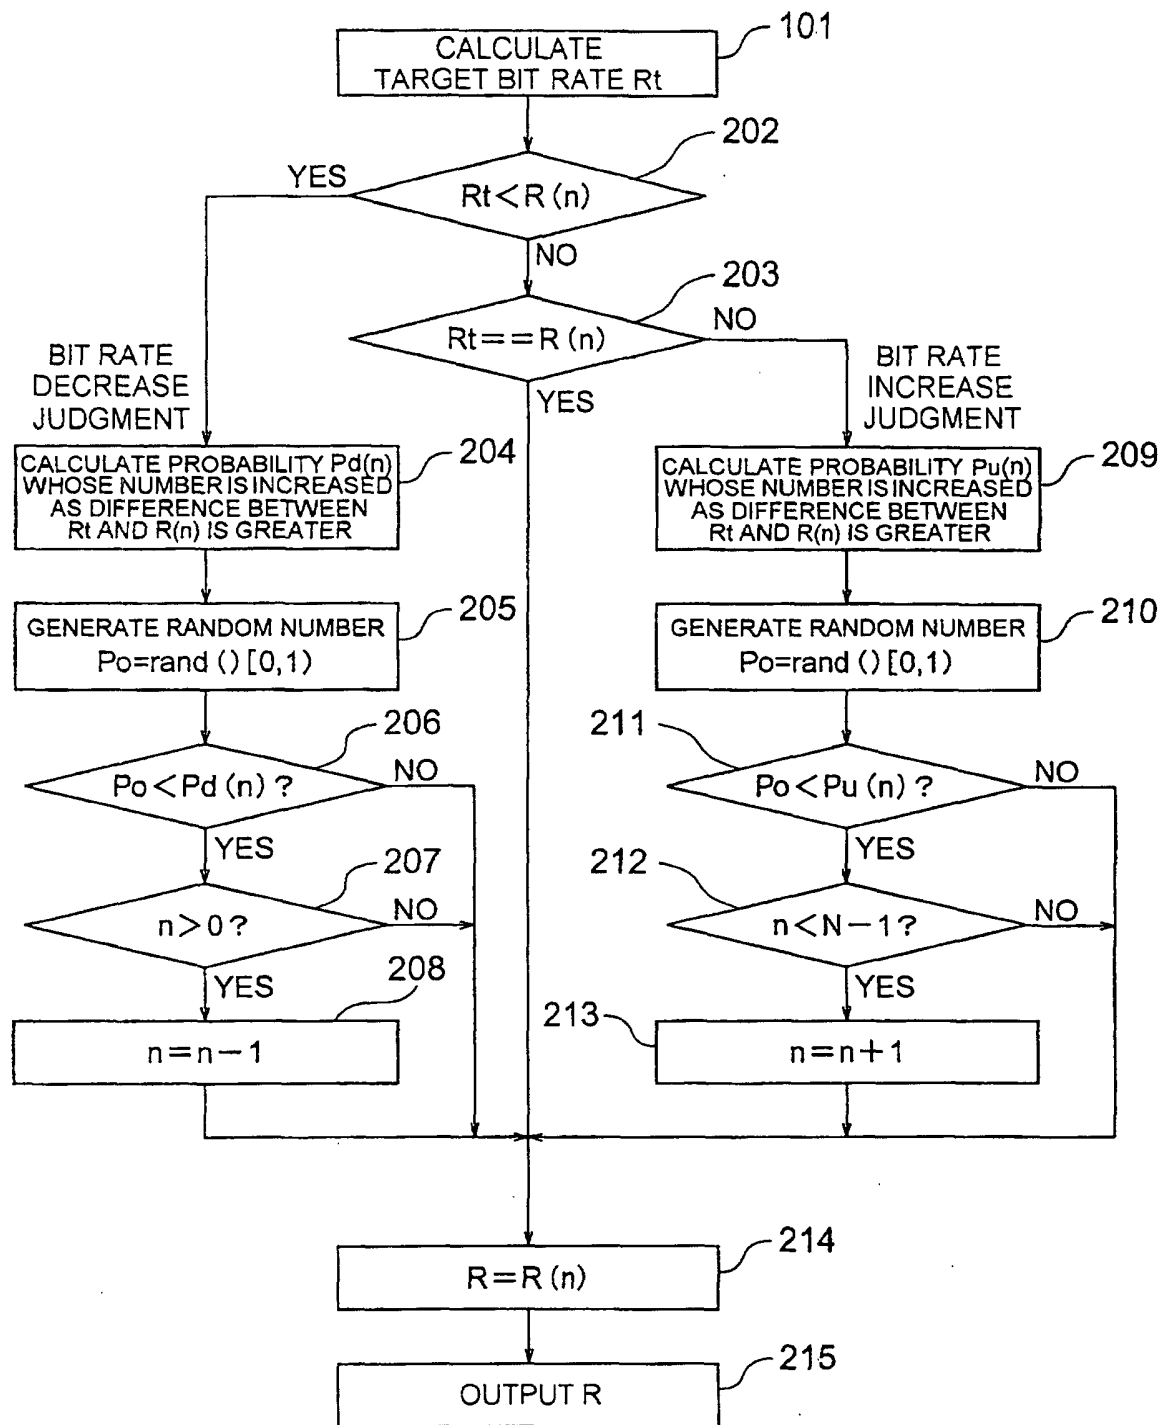 101
CALCULATE
TARGET BIT RATE Rt
202
YES
Rt<R(n)
NO
203
Rt==R(n)
NO
YES
BIT RATE
DECREASE
JUDGMENT
BIT RATE
INCREASE
JUDGMENT
204
CALCULATE PROBABILITY Pd(n)
WHOSE NUMBER IS INCREASED
AS DIFFERENCE BETWEEN
Rt AND R(n) IS GREATER
209
CALCULATE PROBABILITY Pu(n)
WHOSE NUMBER IS INCREASED
AS DIFFERENCE BETWEEN
Rt AND R(n) IS GREATER
205
GENERATE RANDOM NUMBER
Po=rand()[0,1)
210
GENERATE RANDOM NUMBER
Po=rand()[0,1)
206
Po<Pd(n)?
NO
YES
211
Po<Pu(n)?
NO
YES
207
n>0?
NO
YES
212
n<N-1?
NO
YES
208
n=n-1
213
n=n+1
214
R=R(n)
215
OUTPUT R